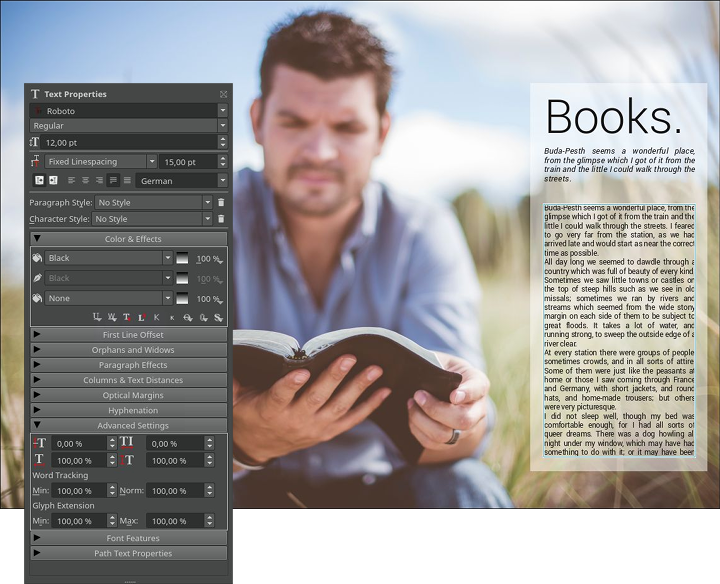 Text Properties
Roboto
Regular
12,00 pt
Fixed Linespacing 15,00 pt
German
Paragraph Style: No Style
Character Style: No Style
Color & Effects
Black 100 %
Black 100 %
None 100 %
First Line Offset
Orphans and Widows
Paragraph Effects
Columns & Text Distances
Optical Margins
Hyphenation
Advanced Settings
0,00 % 0,00 %
100,00 % 100,00 %
Word Tracking
Min: 100,00 % Norm: 100,00 %
Glyph Extension
Min: 100,00 % Max: 100,00 %
Font Features
Path Text Properties
Books.
Buda-Pesth seems a wonderful place,
from the glimpse which I got of it from the
train and the little I could walk through the
streets.
Buda-Pesth seems a wonderful place, from the
glimpse which I got of it from the train and the
little I could walk through the streets. I feared
to go very far from the station, as we had
arrived late and would start as near the correct
time as possible.
All day long we seemed to dawdle through a
country which was full of beauty of every kind.
Sometimes we saw little towns or castles on
the top of steep hills such as we see in old
missals; sometimes we ran by rivers and
streams which seemed from the wide stony
margin on each side of them to be subject to
great floods. It takes a lot of water, and
running strong, to sweep the outside edge of a
river clear.
At every station there were groups of people,
sometimes crowds, and in all sorts of attire.
Some of them were just like the peasants at
home or those I saw coming through France
and Germany, with short jackets, and round
hats, and home-made trousers; but others
were very picturesque.
I did not sleep well, though my bed was
comfortable enough, for I had all sorts of
queer dreams. There was a dog howling all
night under my window, which may have had
something to do with it; or it may have been